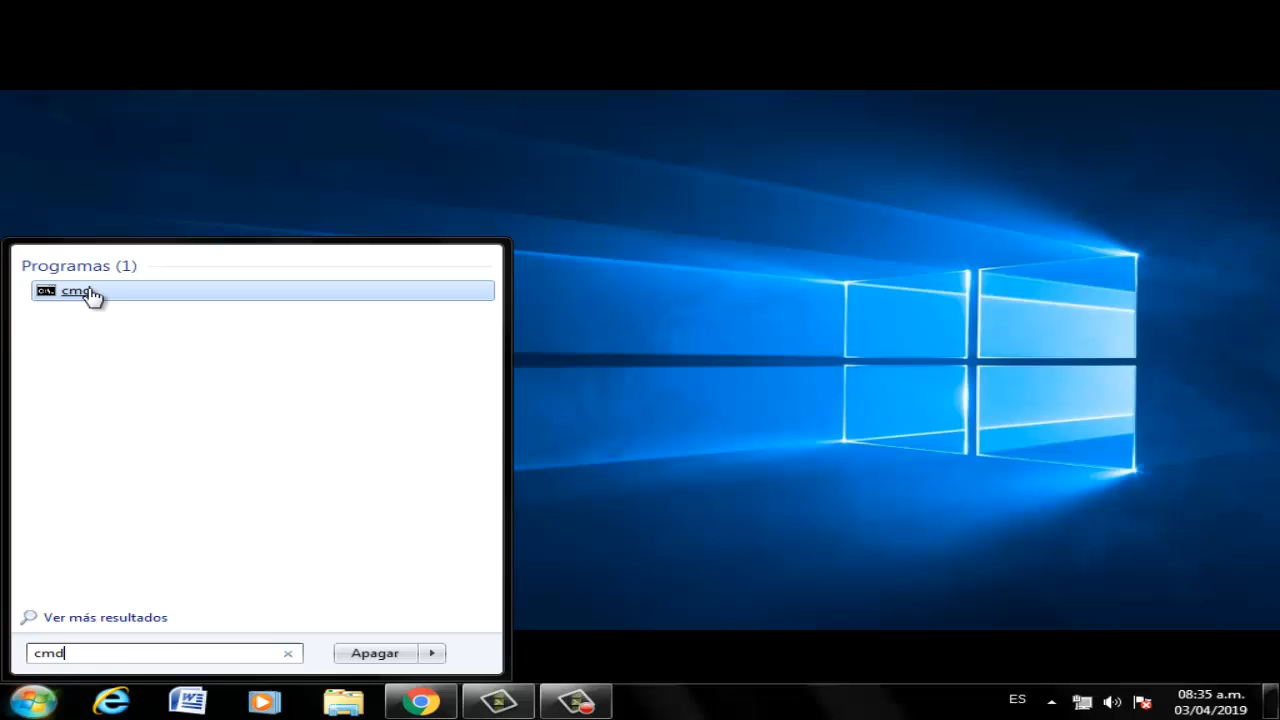 Programas (1)
cmd
Ver más resultados
cmd
Apagar
ES
08:35 a.m.
03/04/2019